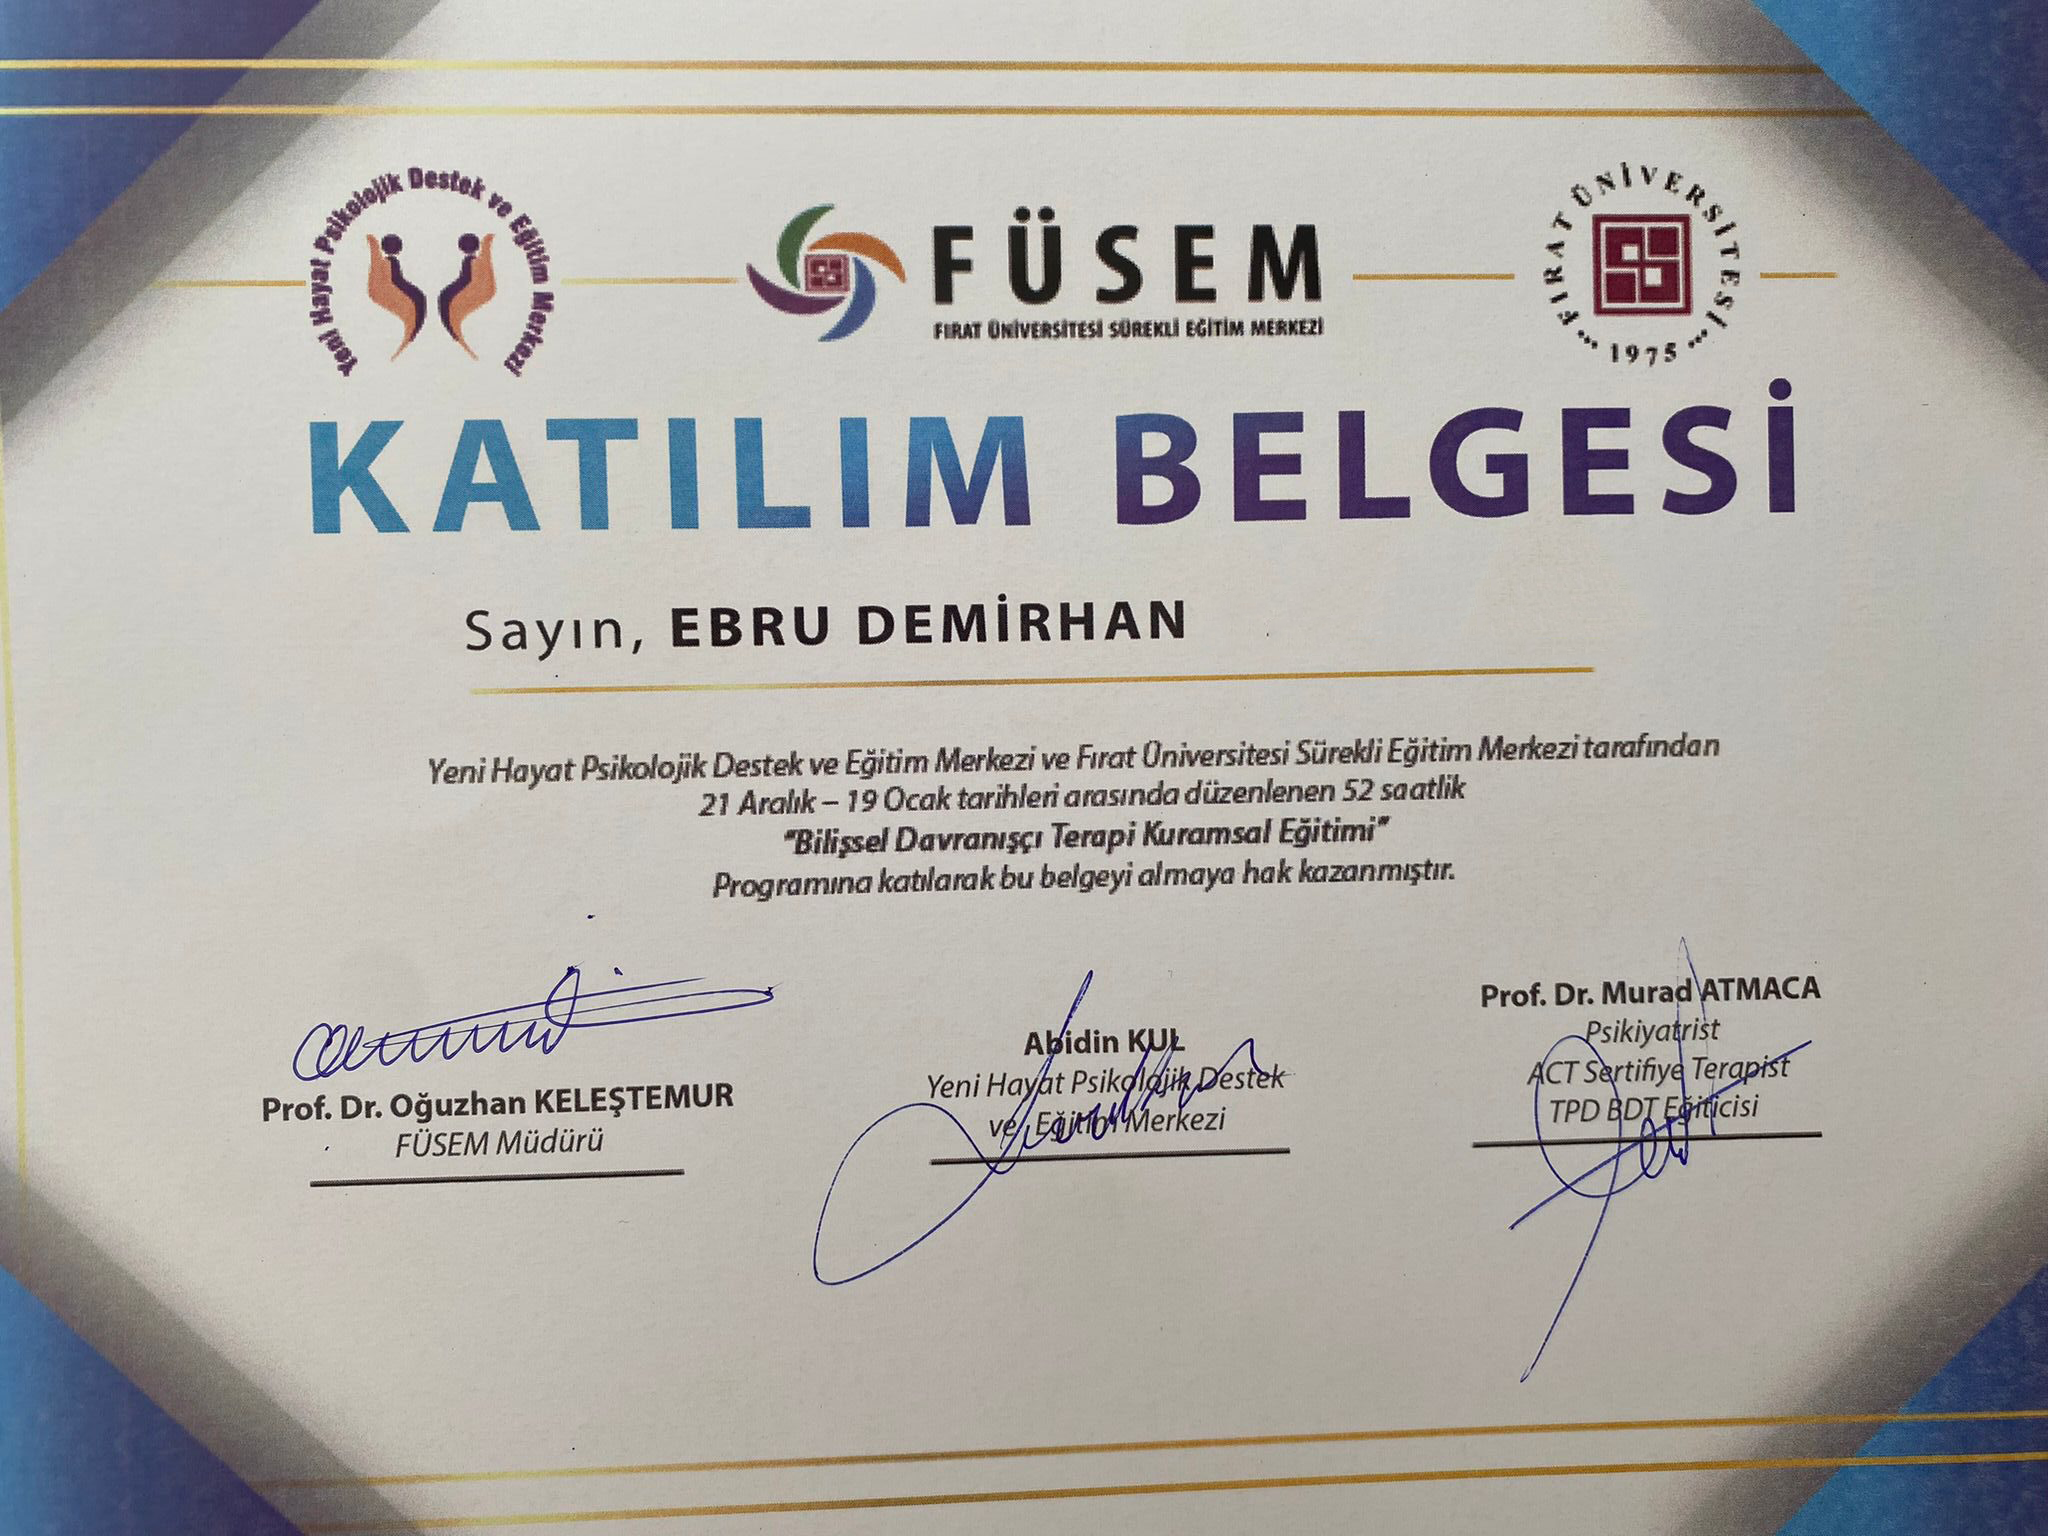 Yeni Hayat Psikolojik Destek ve Eğitim Merkezi
FÜSEM
FIRAT ÜNİVERSİTESİ SÜREKLİ EĞİTİM MERKEZİ
FIRAT ÜNİVERSİTESİ
1975
KATILIM BELGESİ
Sayın, EBRU DEMİRHAN
Yeni Hayat Psikolojik Destek ve Eğitim Merkezi ve Fırat Üniversitesi Sürekli Eğitim Merkezi tarafından
21 Aralık – 19 Ocak tarihleri arasında düzenlenen 52 saatlik
"Bilişsel Davranışçı Terapi Kuramsal Eğitimi"
Programına katılarak bu belgeyi almaya hak kazanmıştır.
Prof. Dr. Oğuzhan KELEŞTEMUR
FÜSEM Müdürü
Abidin KUL
Yeni Hayat Psikolojik Destek
ve Eğitim Merkezi
Prof. Dr. Murad ATMACA
Psikiyatrist
ACT Sertifiye Terapist
TPD BDT Eğiticisi